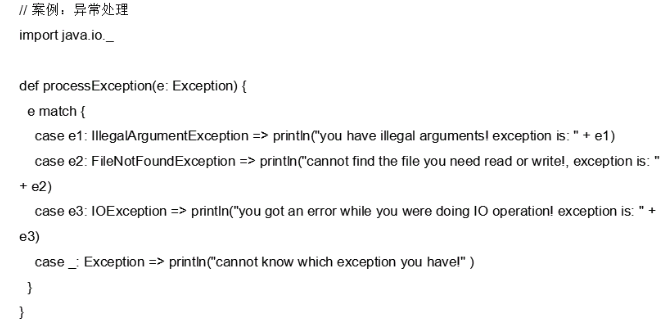 // 案例：异常处理
import java.io._
def processException(e: Exception) {
e match {
case e1: IllegalArgumentException => println("you have illegal arguments! exception is: " + e1)
case e2: FileNotFoundException => println("cannot find the file you need read or write!, exception is: "
+ e2)
case e3: IOException => println("you got an error while you were doing IO operation! exception is: " +
e3)
case _: Exception => println("cannot know which exception you have!" )
}
}